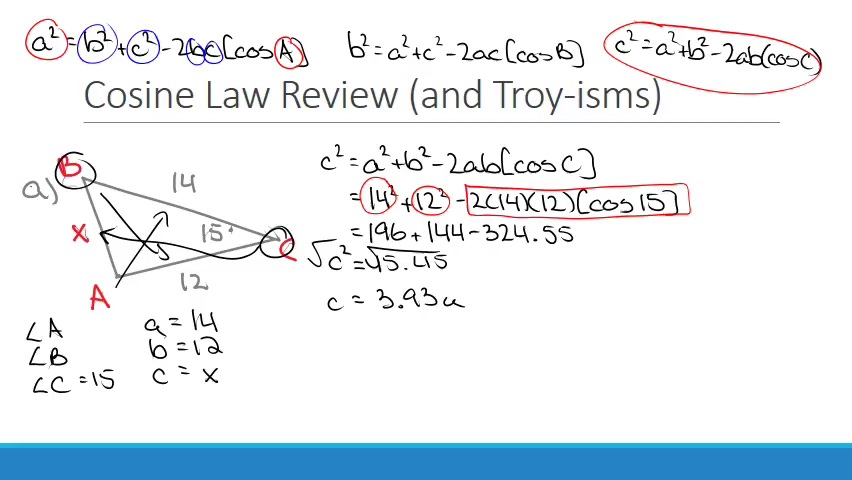 a² = b² + c² - 2bc [cos A]
b² = a² + c² - 2ac [cos B]
c² = a² + b² - 2ab (cos C)
Cosine Law Review (and Troy-isms)
a)
B
14
X
15°
C
12
A
∠A
∠B
∠C = 15
a = 14
b = 12
c = x
c² = a² + b² - 2ab [cos C]
= 14² + 12² - 2(14)(12) [cos 15]
= 196 + 144 - 324.55
√c² = √15.45
c = 3.93u